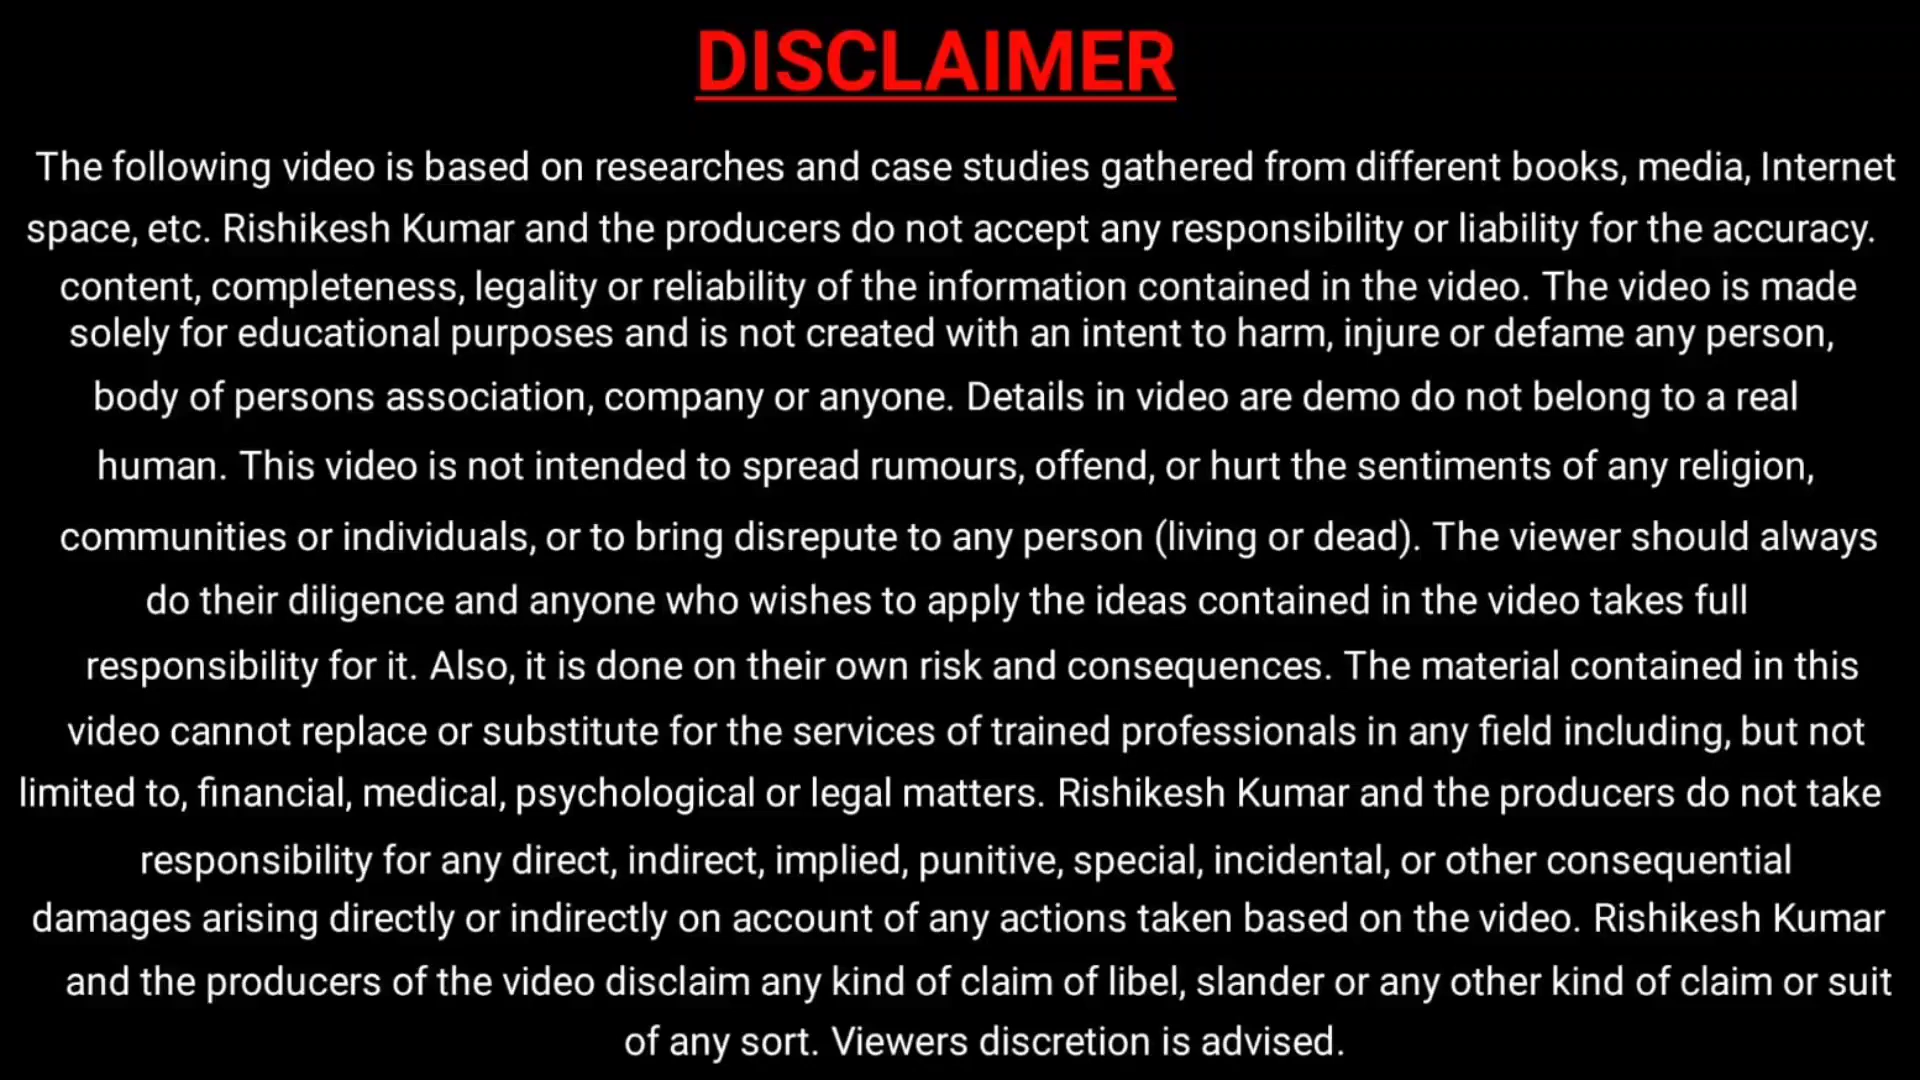 DISCLAIMER
The following video is based on researches and case studies gathered from different books, media, Internet
space, etc. Rishikesh Kumar and the producers do not accept any responsibility or liability for the accuracy.
content, completeness, legality or reliability of the information contained in the video. The video is made
solely for educational purposes and is not created with an intent to harm, injure or defame any person,
body of persons association, company or anyone. Details in video are demo do not belong to a real
human. This video is not intended to spread rumours, offend, or hurt the sentiments of any religion,
communities or individuals, or to bring disrepute to any person (living or dead). The viewer should always
do their diligence and anyone who wishes to apply the ideas contained in the video takes full
responsibility for it. Also, it is done on their own risk and consequences. The material contained in this
video cannot replace or substitute for the services of trained professionals in any field including, but not
limited to, financial, medical, psychological or legal matters. Rishikesh Kumar and the producers do not take
responsibility for any direct, indirect, implied, punitive, special, incidental, or other consequential
damages arising directly or indirectly on account of any actions taken based on the video. Rishikesh Kumar
and the producers of the video disclaim any kind of claim of libel, slander or any other kind of claim or suit
of any sort. Viewers discretion is advised.